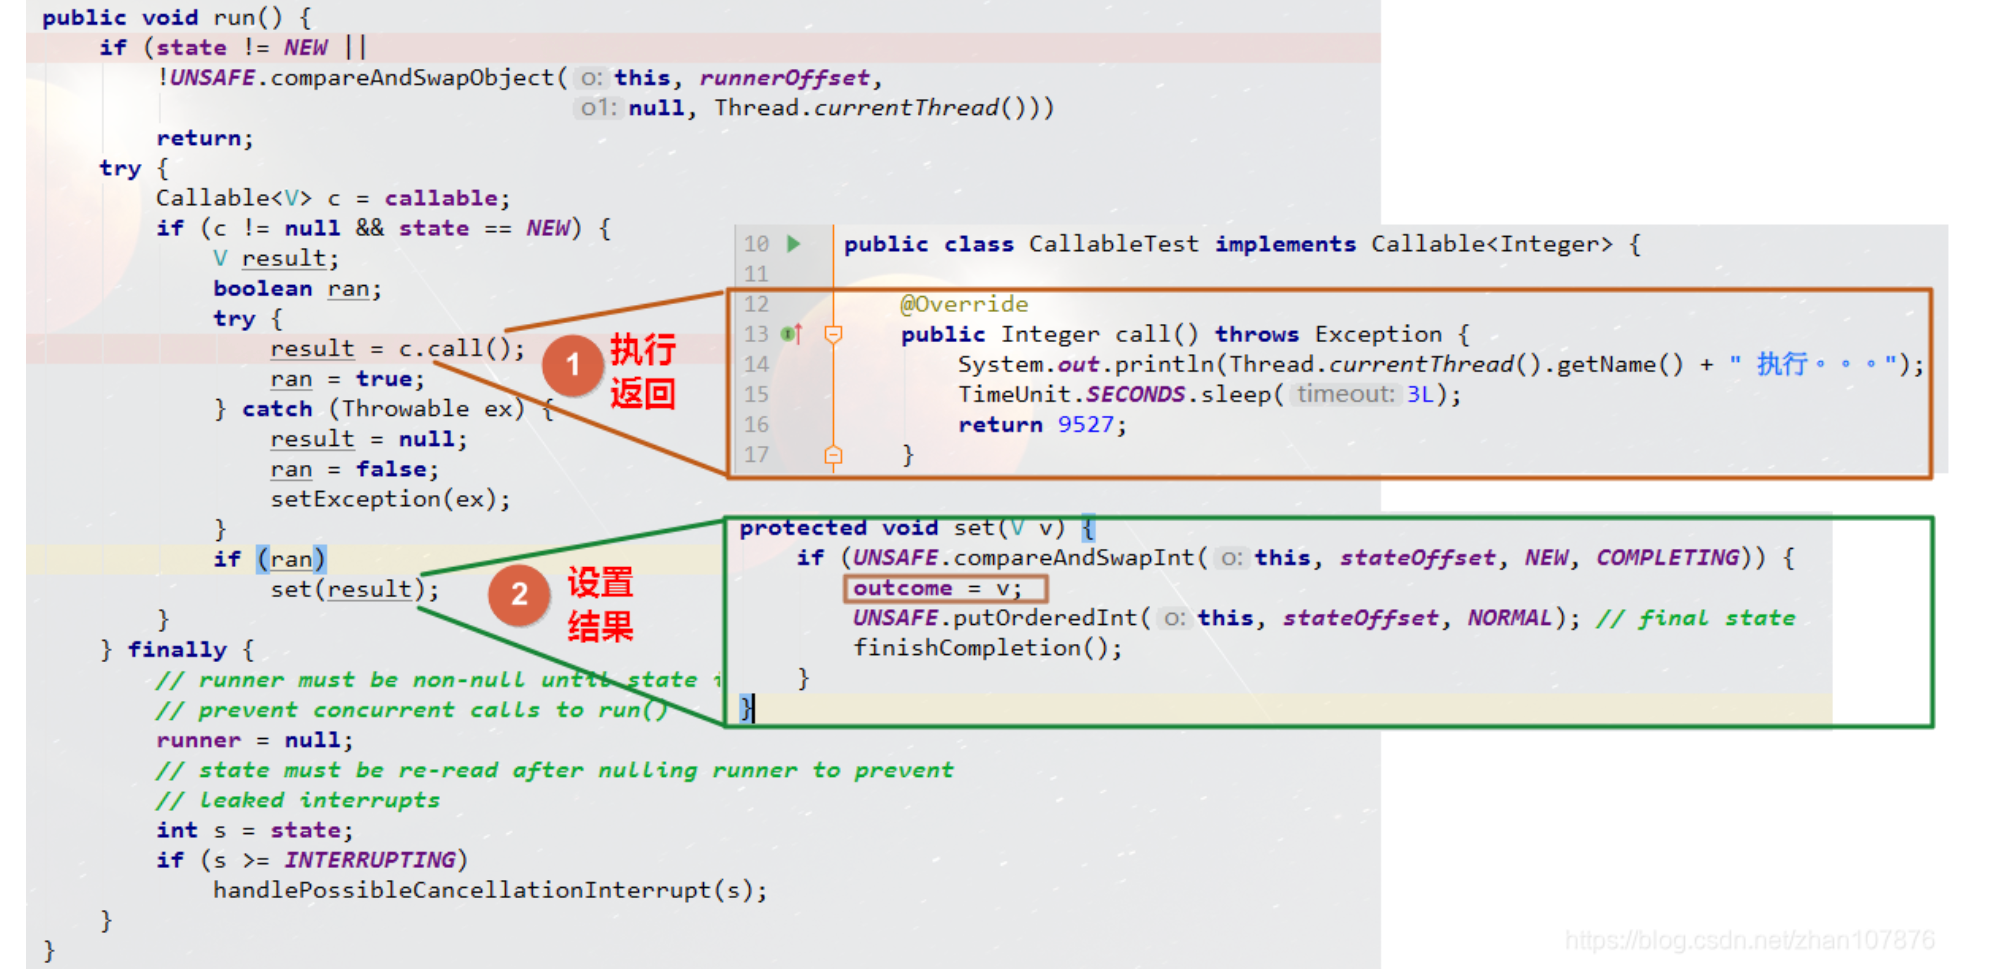 public void run() {
if (state != NEW ||
!UNSAFE.compareAndSwapObject( o: this, runnerOffset,
o1: null, Thread.currentThread()))
return;
try {
Callable<V> c = callable;
if (c != null && state == NEW) {
V result;
boolean ran;
try {
result = c.call();
ran = true;
} catch (Throwable ex) {
result = null;
ran = false;
setException(ex);
}
if (ran)
set(result);
}
} finally {
// runner must be non-null until state i
// prevent concurrent calls to run()
runner = null;
// state must be re-read after nulling runner to prevent
// leaked interrupts
int s = state;
if (s >= INTERRUPTING)
handlePossibleCancellationInterrupt(s);
}
}
1 执行
返回
10 public class CallableTest implements Callable<Integer> {
11
12 @Override
13 public Integer call() throws Exception {
14 System.out.println(Thread.currentThread().getName() + " 执行。。。");
15 TimeUnit.SECONDS.sleep( timeout: 3L);
16 return 9527;
17 }
2 设置
结果
protected void set(V v) {
if (UNSAFE.compareAndSwapInt( o: this, stateOffset, NEW, COMPLETING)) {
outcome = v;
UNSAFE.putOrderedInt( o: this, stateOffset, NORMAL); // final state
finishCompletion();
}
}
https://blog.csdn.net/zhan107876